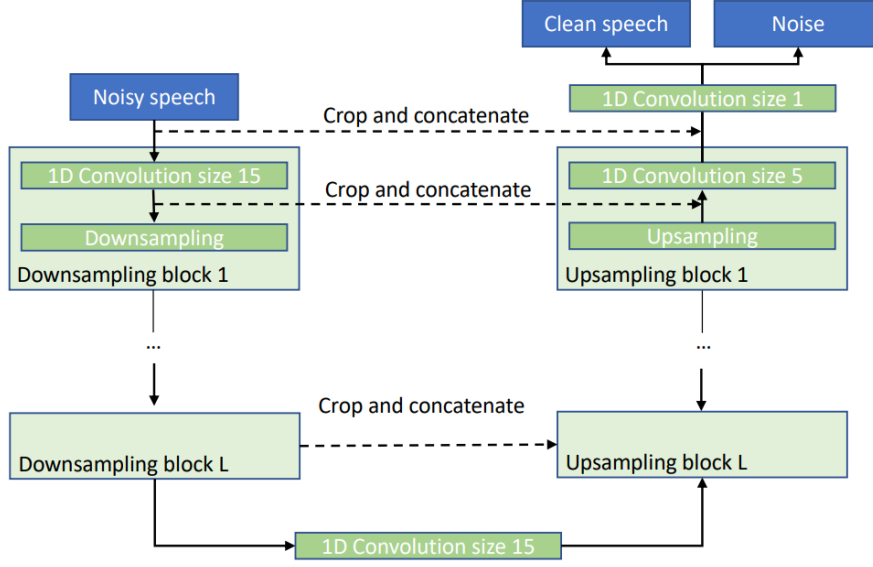 Clean speech
Noise
Noisy speech
1D Convolution size 1
Crop and concatenate
1D Convolution size 15
1D Convolution size 5
Crop and concatenate
Downsampling
Upsampling
Downsampling block 1
Upsampling block 1
...
...
Crop and concatenate
Downsampling block L
Upsampling block L
1D Convolution size 15